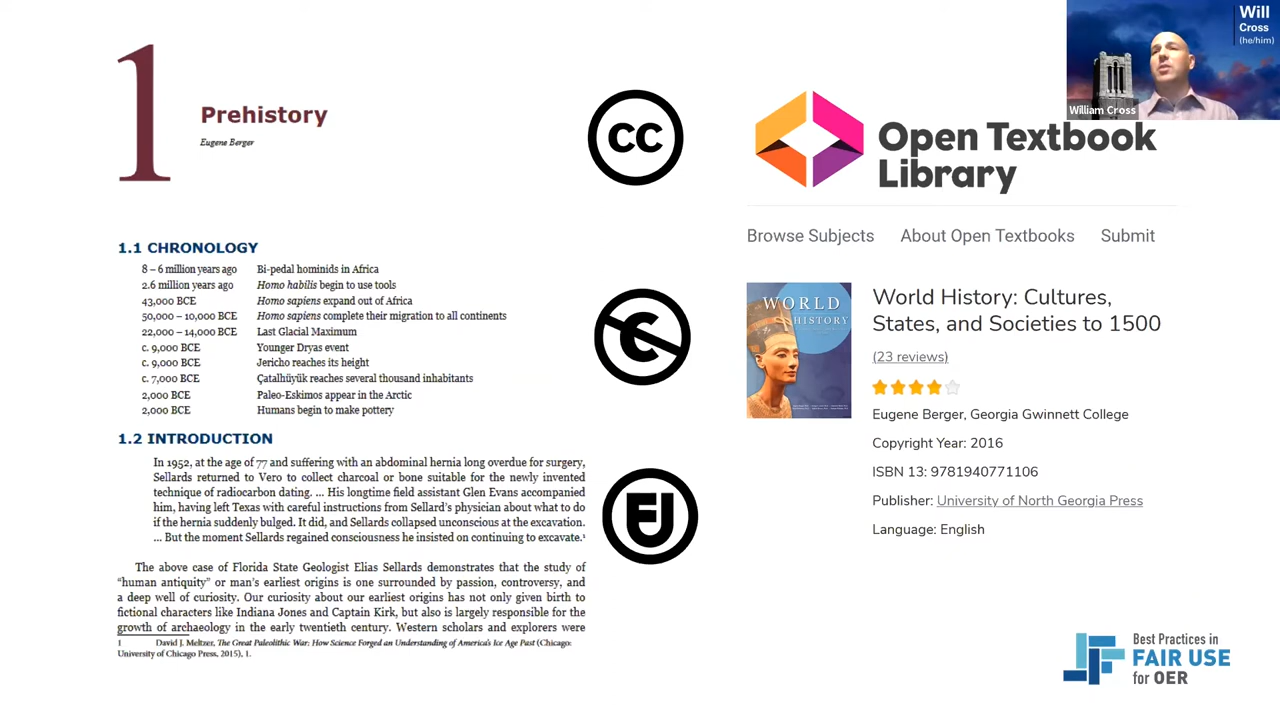 1
Prehistory
Eugene Berger
1.1 CHRONOLOGY
8 – 6 million years ago Bi-pedal hominids in Africa
2.6 million years ago Homo habilis begin to use tools
43,000 BCE Homo sapiens expand out of Africa
50,000 – 10,000 BCE Homo sapiens complete their migration to all continents
22,000 – 14,000 BCE Last Glacial Maximum
c. 9,000 BCE Younger Dryas event
c. 9,000 BCE Jericho reaches its height
c. 7,000 BCE Çatalhüyük reaches several thousand inhabitants
2,000 BCE Paleo-Eskimos appear in the Arctic
2,000 BCE Humans begin to make pottery
1.2 INTRODUCTION
In 1952, at the age of 77 and suffering with an abdominal hernia long overdue for surgery,
Sellards returned to Vero to collect charcoal or bone suitable for the newly invented
technique of radiocarbon dating. ... His longtime field assistant Glen Evans accompanied
him, having left Texas with careful instructions from Sellard's physician about what to do
if the hernia suddenly bulged. It did, and Sellards collapsed unconscious at the excavation.
... But the moment Sellards regained consciousness he insisted on continuing to excavate.¹
The above case of Florida State Geologist Elias Sellards demonstrates that the study of
“human antiquity” or man's earliest origins is one surrounded by passion, controversy, and
a deep well of curiosity. Our curiosity about our earliest origins has not only given birth to
fictional characters like Indiana Jones and Captain Kirk, but also is largely responsible for the
growth of archaeology in the early twentieth century. Western scholars and explorers were
1 David J. Meltzer, The Great Paleolithic War: How Science Forged an Understanding of America's Ice Age Past (Chicago:
University of Chicago Press, 2015), 1.
CC
C
FU
Will
Cross
(he/him)
William Cross
Open Textbook
Library
Browse Subjects About Open Textbooks Submit
WORLD
HISTORY
World History: Cultures,
States, and Societies to 1500
(23 reviews)
Eugene Berger, Georgia Gwinnett College
Copyright Year: 2016
ISBN 13: 9781940771106
Publisher: University of North Georgia Press
Language: English
Best Practices in
FAIR USE
for OER